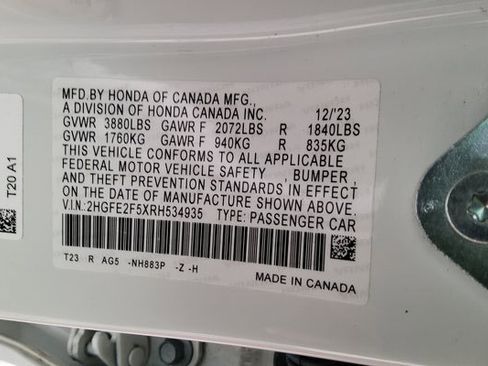 MFD.BY HONDA OF CANADA MFG.,
A DIVISION OF HONDA CANADA INC. 12/'23
GVWR 3880LBS GAWR F 2072LBS R 1840LBS
GVWR 1760KG GAWR F 940KG R 835KG
THIS VEHICLE CONFORMS TO ALL APPLICABLE
FEDERAL MOTOR VEHICLE SAFETY , BUMPER
AND THEFT PREVENTION STANDARDS IN EFFECT
ON THE DATE OF MANUFACTURE SHOWN ABOVE.
V.I.N: 2HGFE2F5XRH534935 TYPE: PASSENGER CAR
T23 R AG5 -NH883P -Z -H
MADE IN CANADA
T20 A1